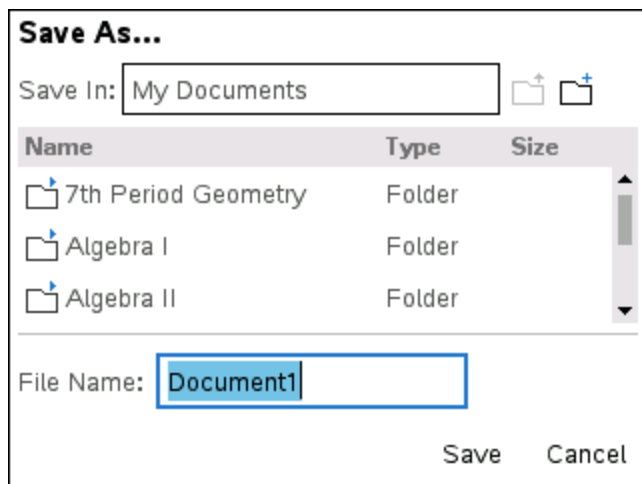 Save As...
Save In: My Documents
Name Type Size
7th Period Geometry Folder
Algebra I Folder
Algebra II Folder
File Name: Document1
Save Cancel